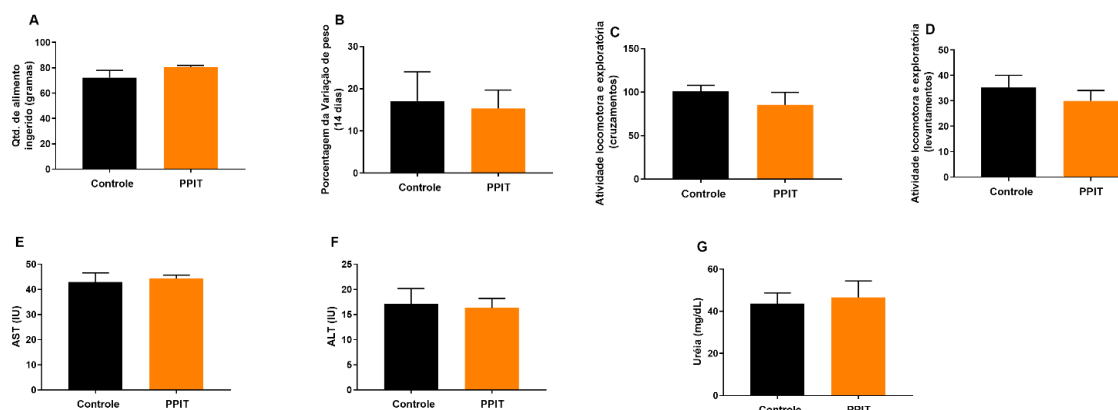 A
Qtd. de alimento
ingerido (gramas)
100
80
60
40
20
0
Controle PPIT
B
Porcentagem da Variação de peso
(14 dias)
30
20
10
0
Controle PPIT
C
Atividade locomotora e exploratória
(cruzamentos)
150
100
50
0
Controle PPIT
D
Atividade locomotora e exploratória
(levantamentos)
50
40
30
20
10
0
Controle PPIT
E
AST (IU)
50
40
30
20
10
0
Controle PPIT
F
ALT (IU)
25
20
15
10
5
0
Controle PPIT
G
Uréia (mg/dL)
60
40
20
0
Controle PPIT